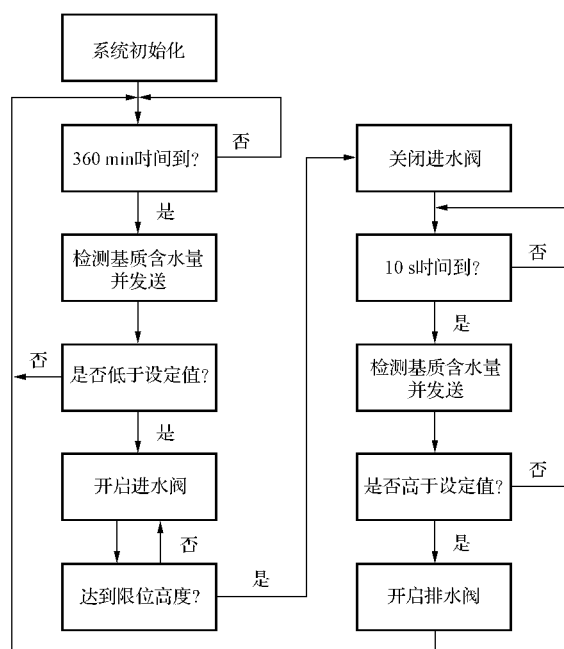 系统初始化
360 min时间到?
否
是
检测基质含水量
并发送
否
是否低于设定值?
是
开启进水阀
否
达到限位高度?
是
关闭进水阀
10 s时间到?
否
是
检测基质含水量
并发送
是否高于设定值?
否
是
开启排水阀